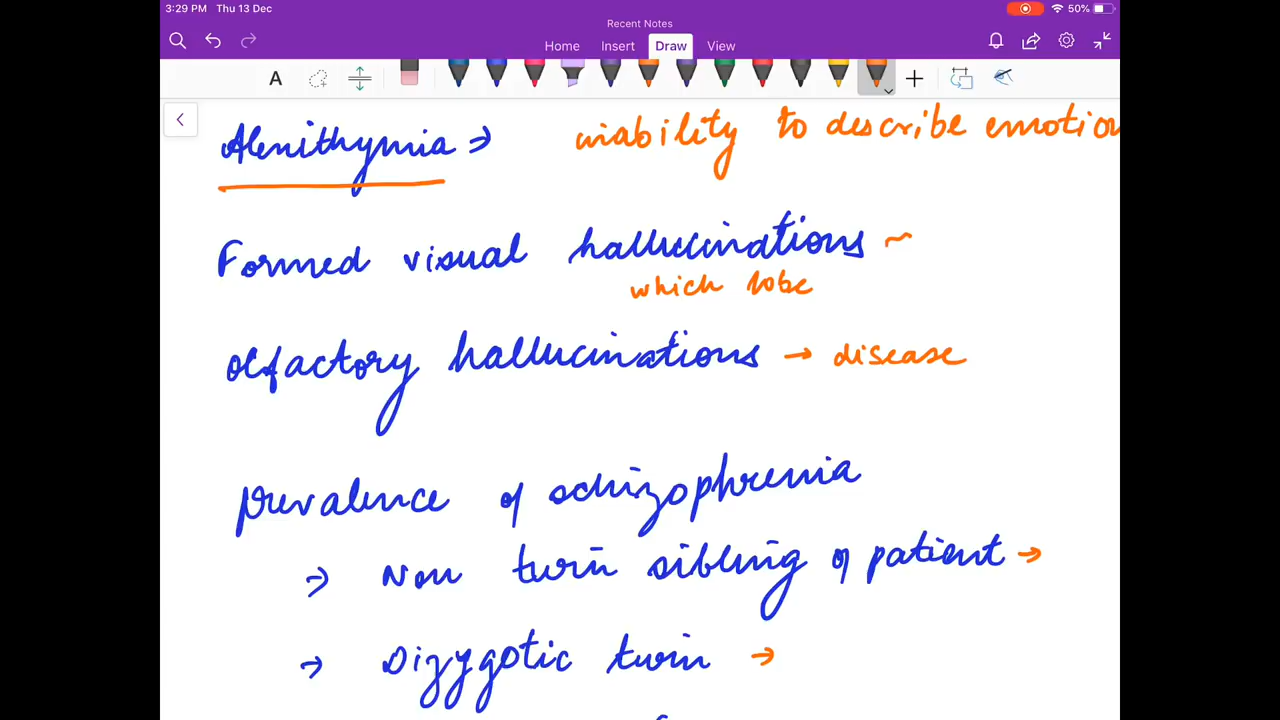 3:29 PM Thu 13 Dec 50%
Recent Notes
Home Insert Draw View
A
Alenithymia ⇒ inability to describe emotion
Formed visual hallucinations ~
which lobe
olfactory hallucinations → disease
prevalence of schizophrenia
⇒ Non twin sibling of patient →
⇒ Dizygotic twin →